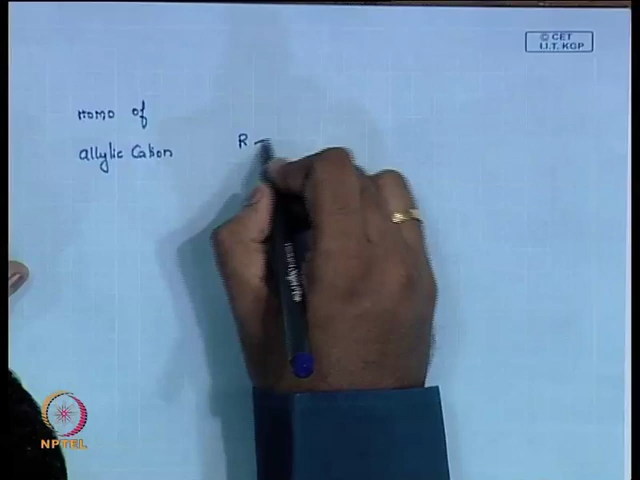 © CET
I.I.T. KGP
HOMO of
allylic Cation
R -
NPTEL